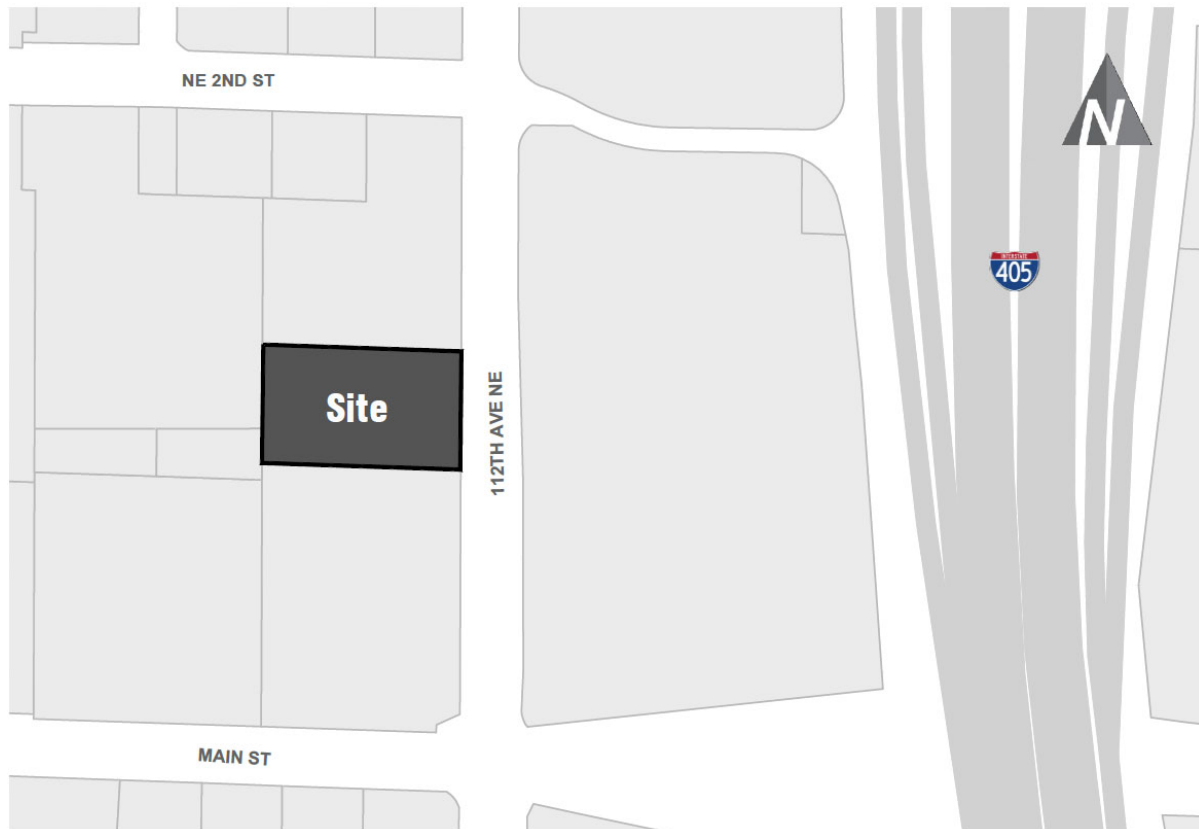 NE 2ND ST
N
INTERSTATE
405
Site
112TH AVE NE
MAIN ST